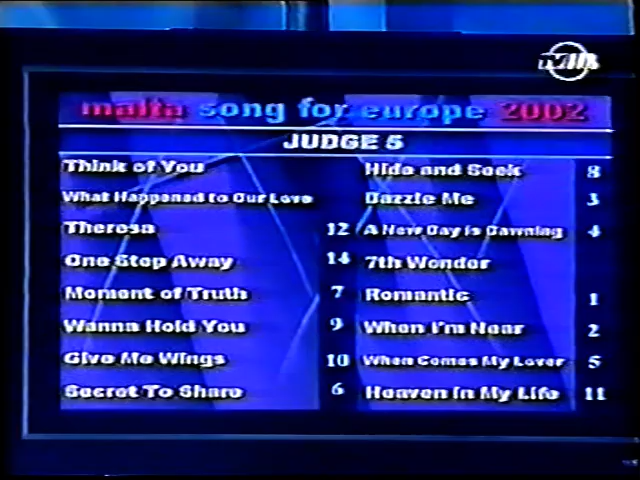 TVM
malta song for europe 2002
JUDGE 5
Think of You
What Happened to Our Love
Theresa 12
One Step Away 14
Moment of Truth 7
Wanna Hold You 9
Give Me Wings 10
Secret To Share 6
Hide and Seek 8
Dazzle Me 3
A New Day is Dawning 4
7th Wonder
Romantic 1
When I'm Near 2
When Comes My Lover 5
Heaven in My Life 11